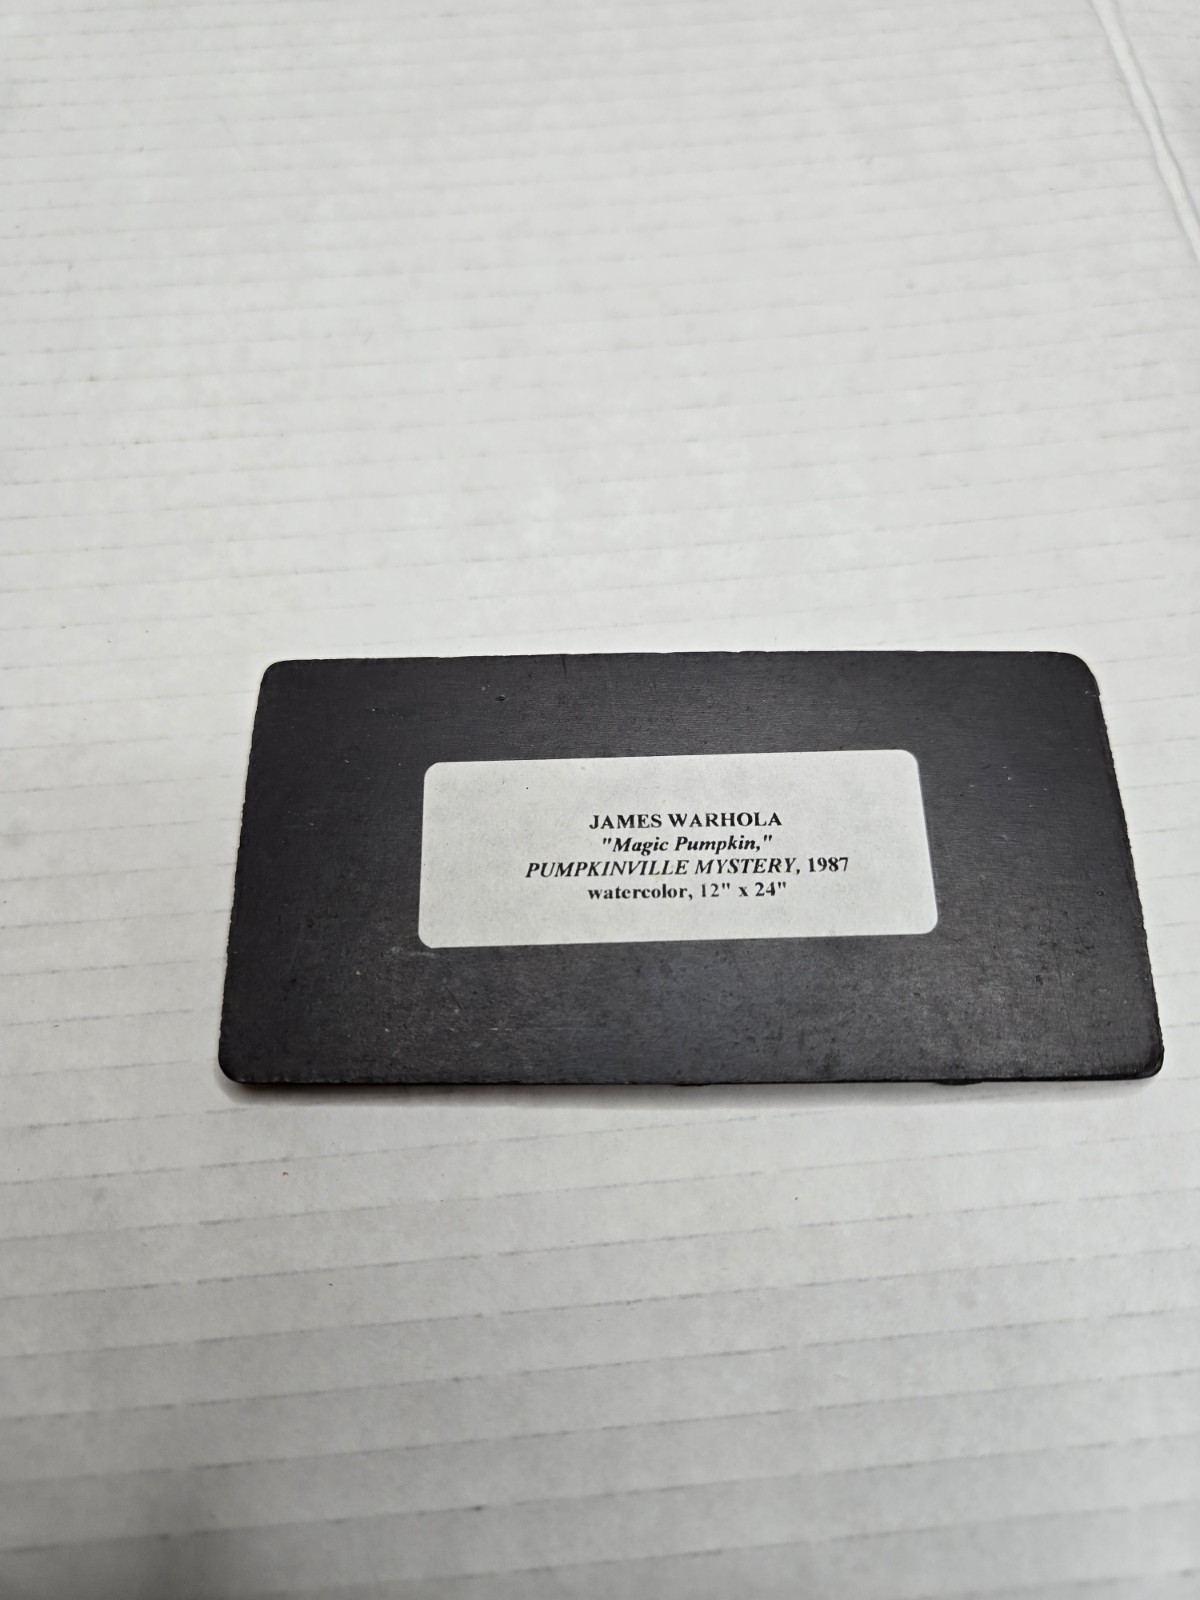 JAMES WARHOLA
"Magic Pumpkin,"
PUMPKINVILLE MYSTERY, 1987
watercolor, 12" x 24"